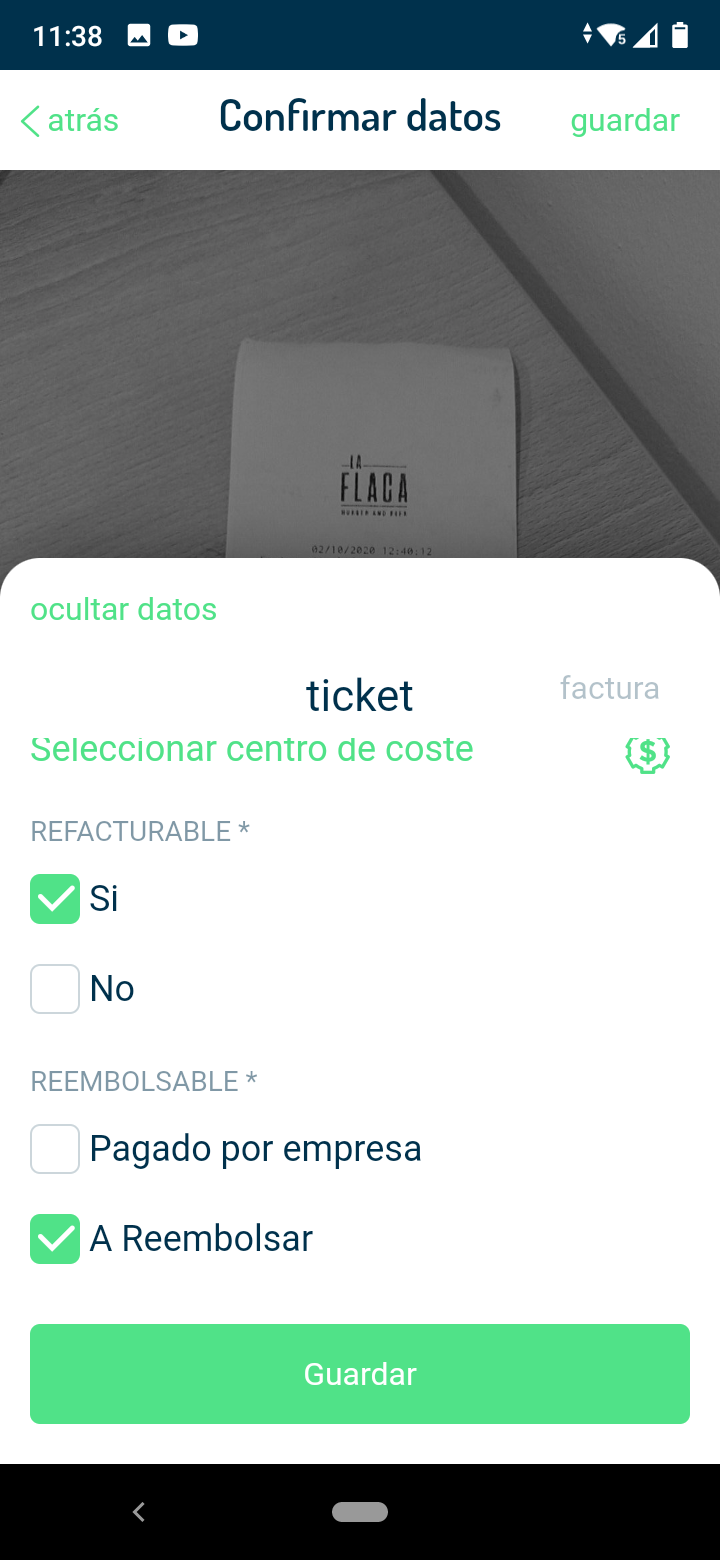 11:38
5
atrás
Confirmar datos
guardar
LA
FLACA
BURGER AND BEER
02/10/2020 12:40:12
ocultar datos
ticket
factura
Seleccionar centro de coste
$
REFACTURABLE *
Si
No
REEMBOLSABLE *
Pagado por empresa
A Reembolsar
Guardar